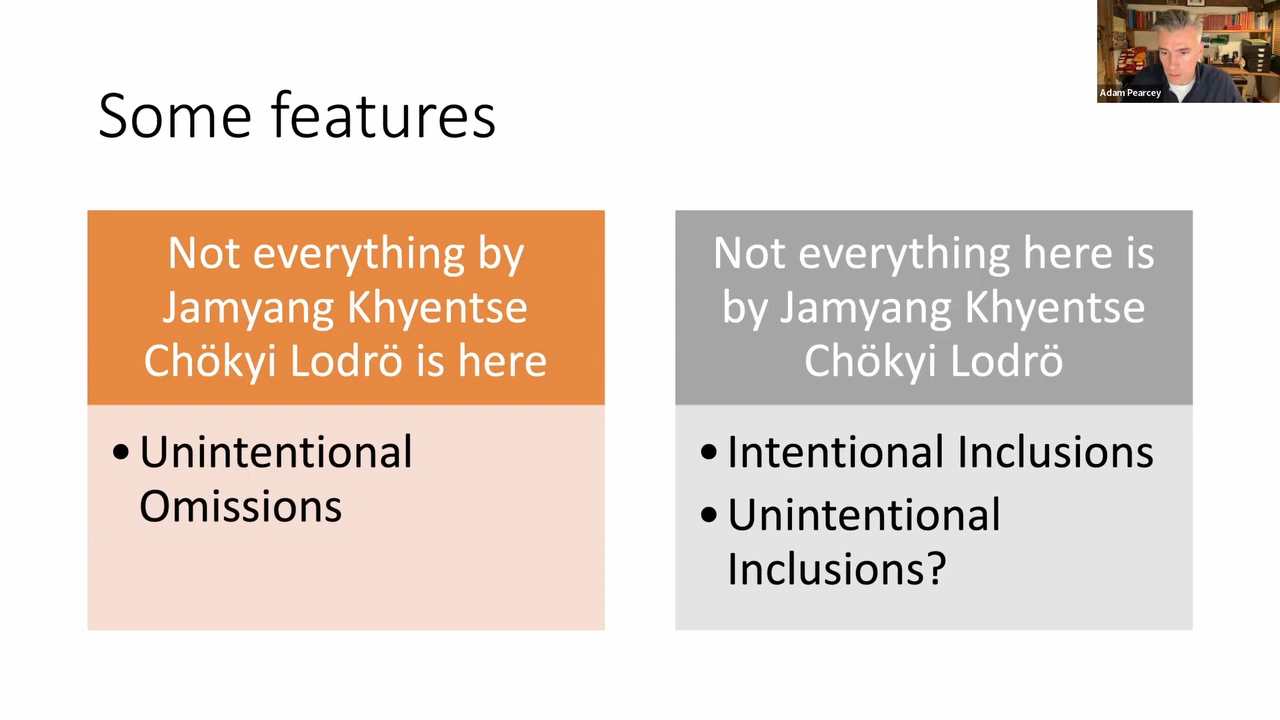 Adam Pearcey
Some features
Not everything by
Jamyang Khyentse
Chökyi Lodrö is here
• Unintentional
Omissions
Not everything here is
by Jamyang Khyentse
Chökyi Lodrö
• Intentional Inclusions
• Unintentional
Inclusions?